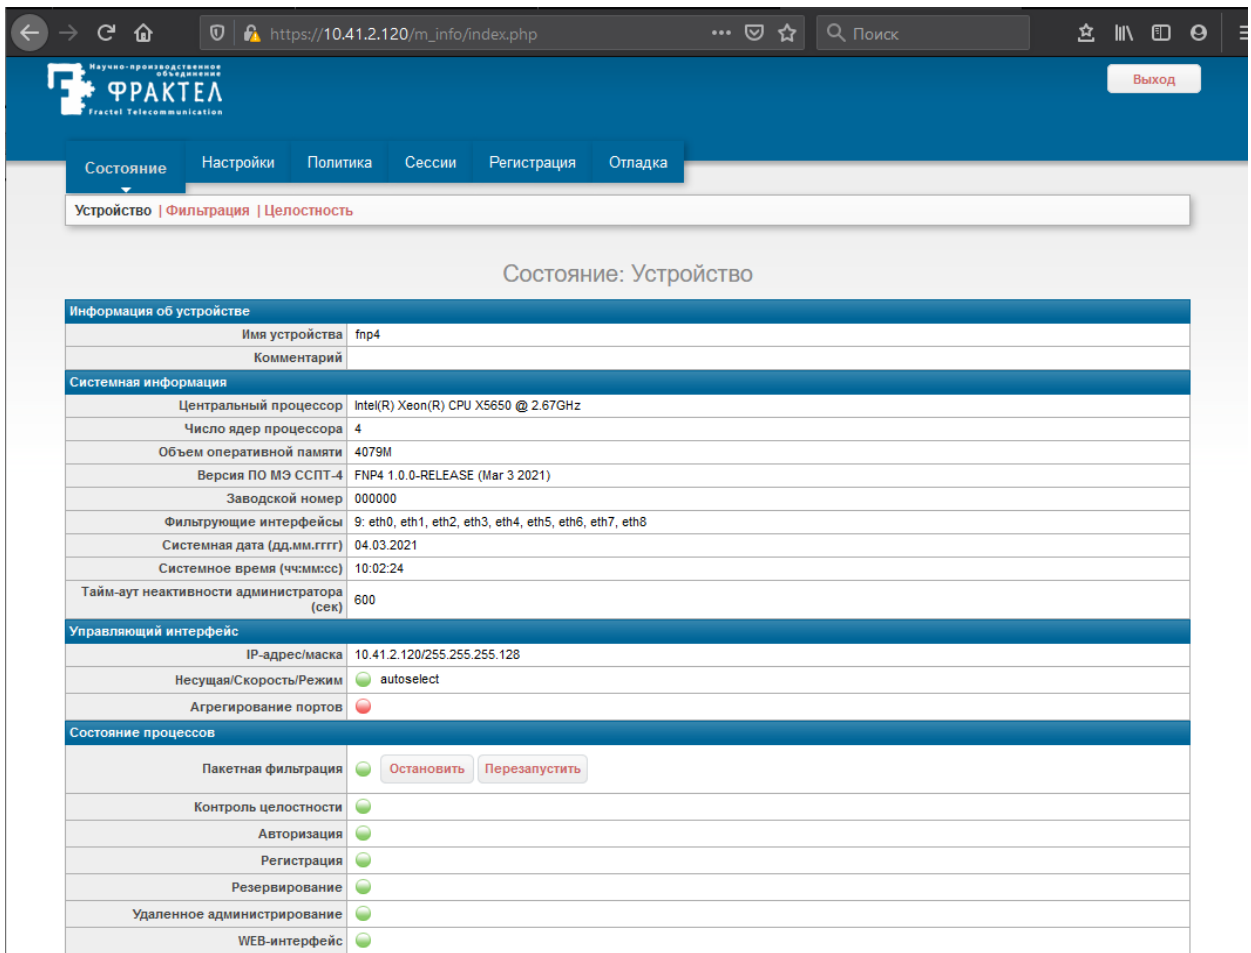 https://10.41.2.120/m_info/index.php
Поиск
Научно-производственное
объединение
ФРАКТЕЛ
Fractel Telecommunication
Выход
Состояние Настройки Политика Сессии Регистрация Отладка
Устройство | Фильтрация | Целостность
Состояние: Устройство
Информация об устройстве
Имя устройства fnp4
Комментарий
Системная информация
Центральный процессор Intel(R) Xeon(R) CPU X5650 @ 2.67GHz
Число ядер процессора 4
Объем оперативной памяти 4079M
Версия ПО МЭ ССПТ-4 FNP4 1.0.0-RELEASE (Mar 3 2021)
Заводской номер 000000
Фильтрующие интерфейсы 9: eth0, eth1, eth2, eth3, eth4, eth5, eth6, eth7, eth8
Системная дата (дд.мм.гггг) 04.03.2021
Системное время (чч:мм:сс) 10:02:24
Тайм-аут неактивности администратора
(сек) 600
Управляющий интерфейс
IP-адрес/маска 10.41.2.120/255.255.255.128
Несущая/Скорость/Режим autoselect
Агрегирование портов
Состояние процессов
Пакетная фильтрация Остановить Перезапустить
Контроль целостности
Авторизация
Регистрация
Резервирование
Удаленное администрирование
WEB-интерфейс